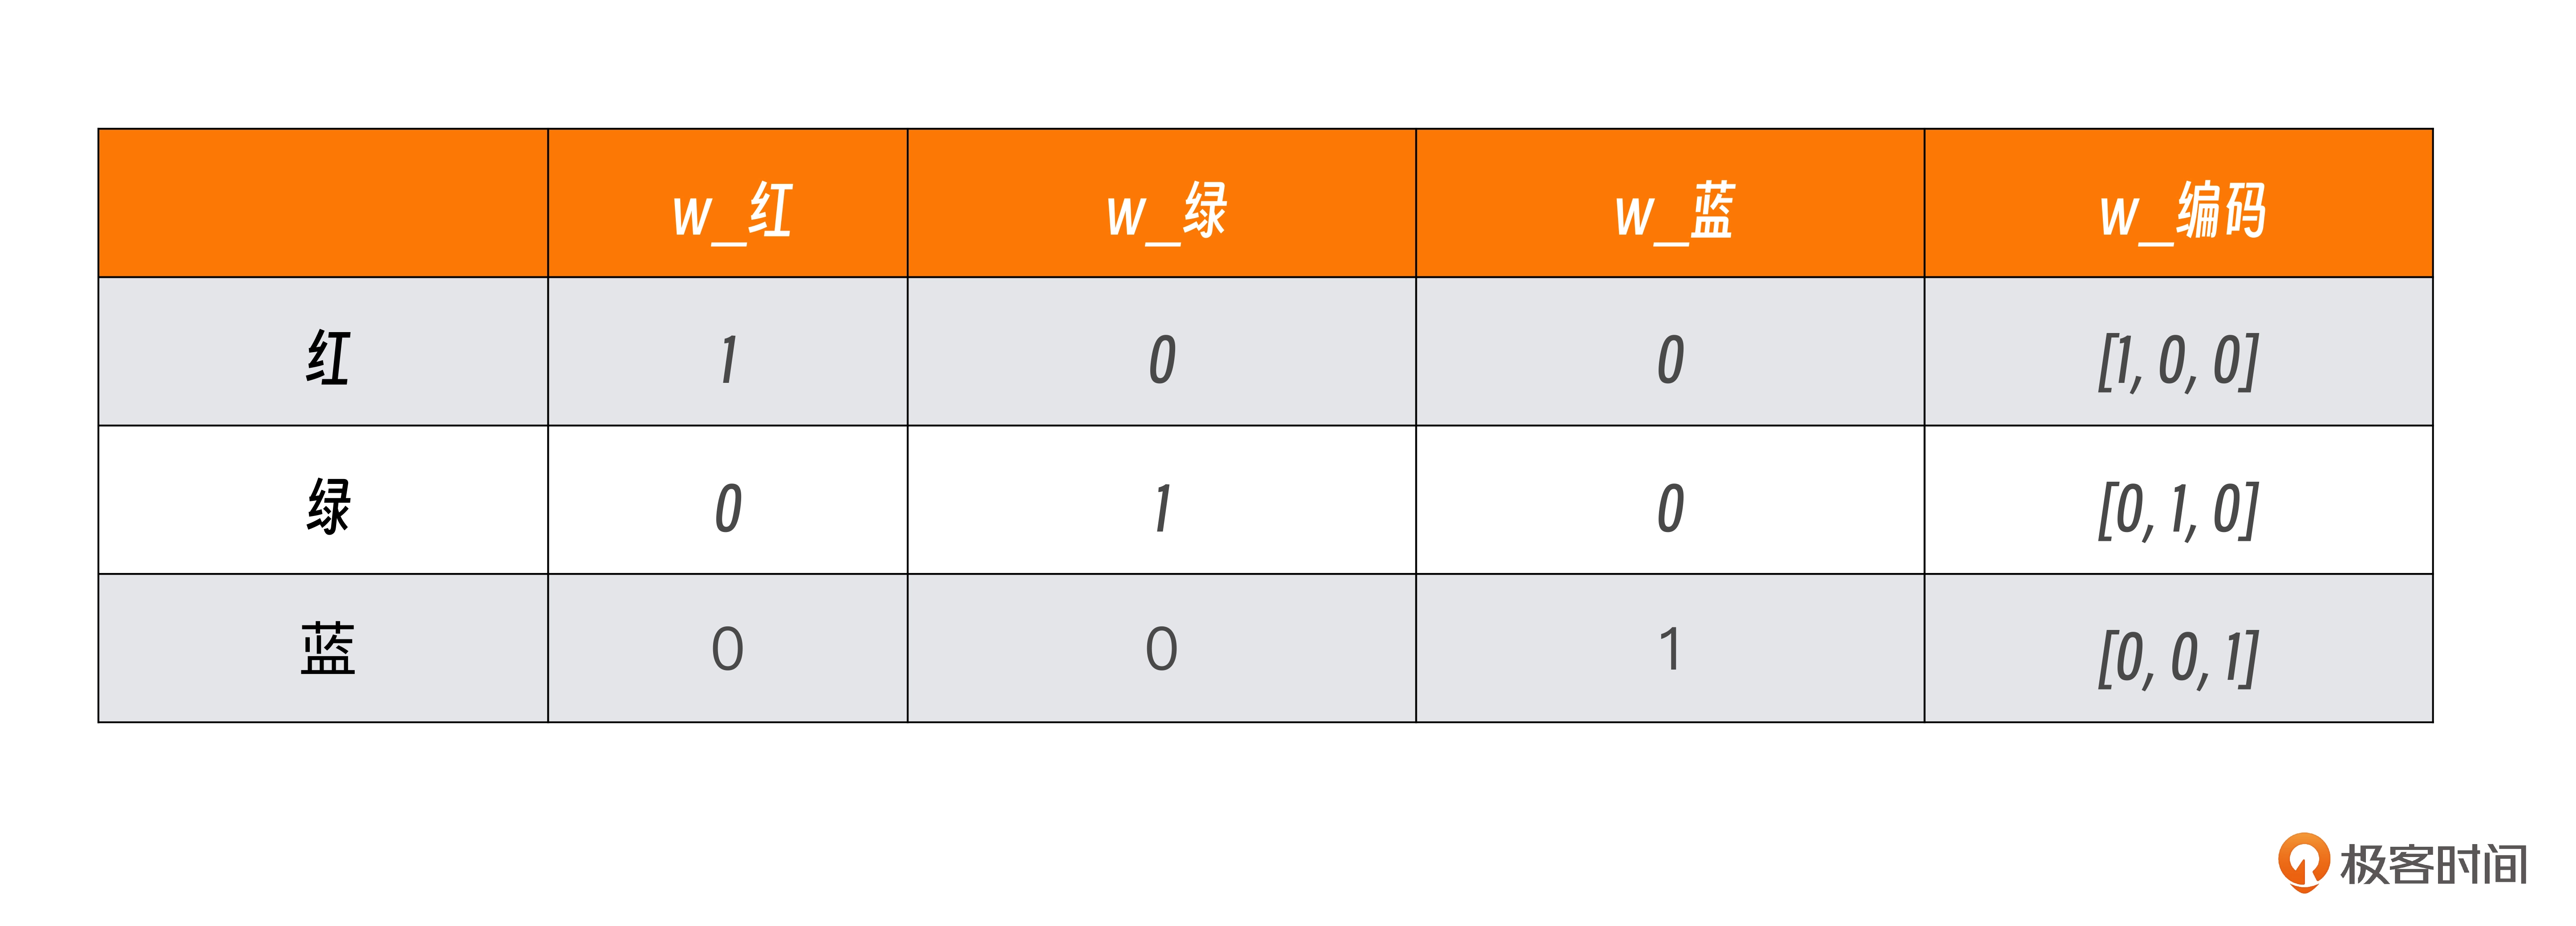 w_红 w_绿 w_蓝 w_编码
红 1 0 0 [1, 0, 0]
绿 0 1 0 [0, 1, 0]
蓝 0 0 1 [0, 0, 1]
极客时间